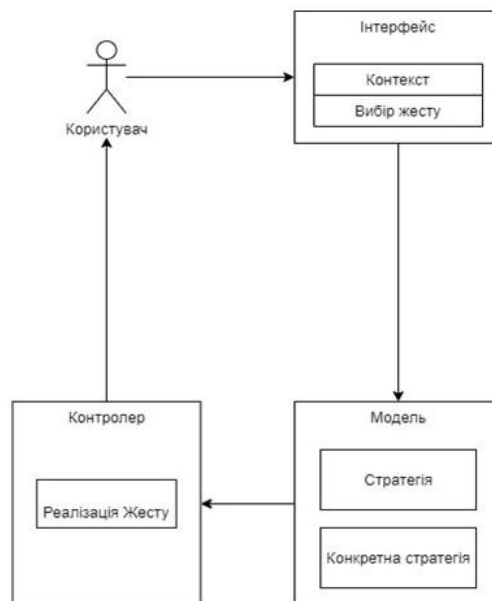 Інтерфейс
Контекст
Вибір жесту
Користувач
Контролер
Реалізація Жесту
Модель
Стратегія
Конкретна стратегія